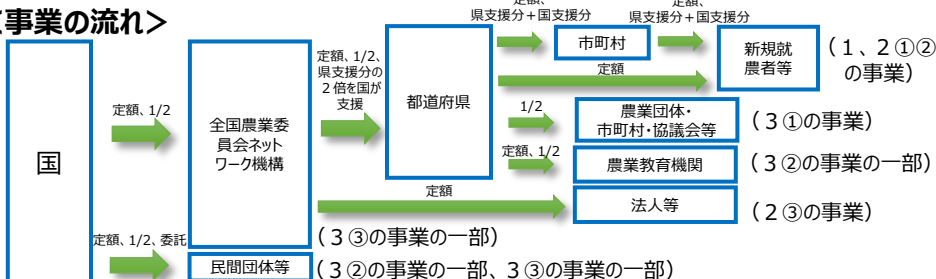 ＜事業の流れ＞
定額、
県支援分＋国支援分
定額、
県支援分＋国支援分
市町村
新規就
農者等
（１、２①②
の事業）
定額、1/2、
県支援分の
２倍を国が
支援
定額
都道府県
定額、1/2
1/2
農業団体・
市町村・協議会等
（３①の事業）
全国農業委
員会ネット
ワーク機構
国
定額、1/2
農業教育機関
（３②の事業の一部）
定額
法人等
（２③の事業）
（３③の事業の一部）
定額、1/2、委託
民間団体等
（３②の事業の一部、３③の事業の一部）